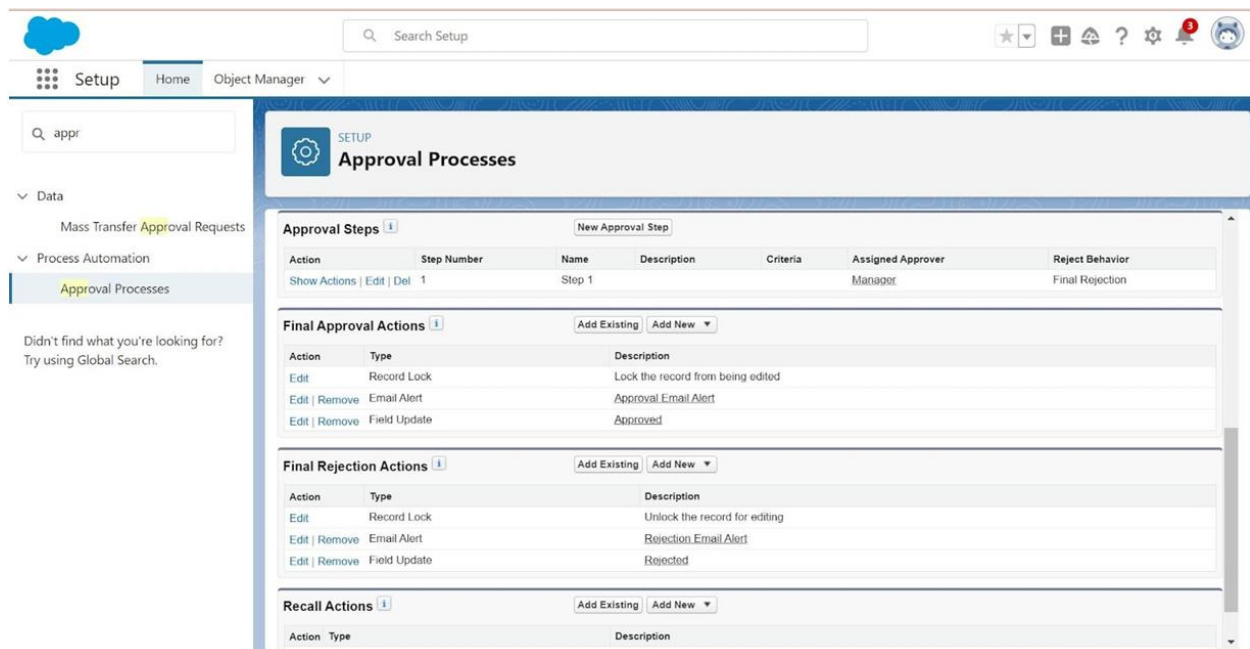 Search Setup
3
Setup Home Object Manager
appr
SETUP
Approval Processes
Data
Mass Transfer Approval Requests
Process Automation
Approval Processes
Didn't find what you're looking for?
Try using Global Search.
Approval Steps i New Approval Step
Action Step Number Name Description Criteria Assigned Approver Reject Behavior
Show Actions | Edit | Del 1 Step 1 Manager Final Rejection
Final Approval Actions i Add Existing Add New
Action Type Description
Edit Record Lock Lock the record from being edited
Edit | Remove Email Alert Approval Email Alert
Edit | Remove Field Update Approved
Final Rejection Actions i Add Existing Add New
Action Type Description
Edit Record Lock Unlock the record for editing
Edit | Remove Email Alert Rejection Email Alert
Edit | Remove Field Update Rejected
Recall Actions i Add Existing Add New
Action Type Description